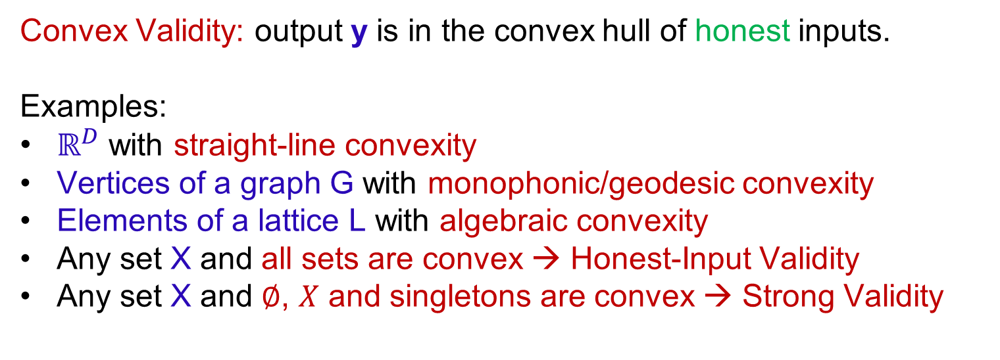 Convex Validity: output y is in the convex hull of honest inputs.
Examples:
• ℝᴰ with straight-line convexity
• Vertices of a graph G with monophonic/geodesic convexity
• Elements of a lattice L with algebraic convexity
• Any set X and all sets are convex → Honest-Input Validity
• Any set X and ∅, 𝑋 and singletons are convex → Strong Validity